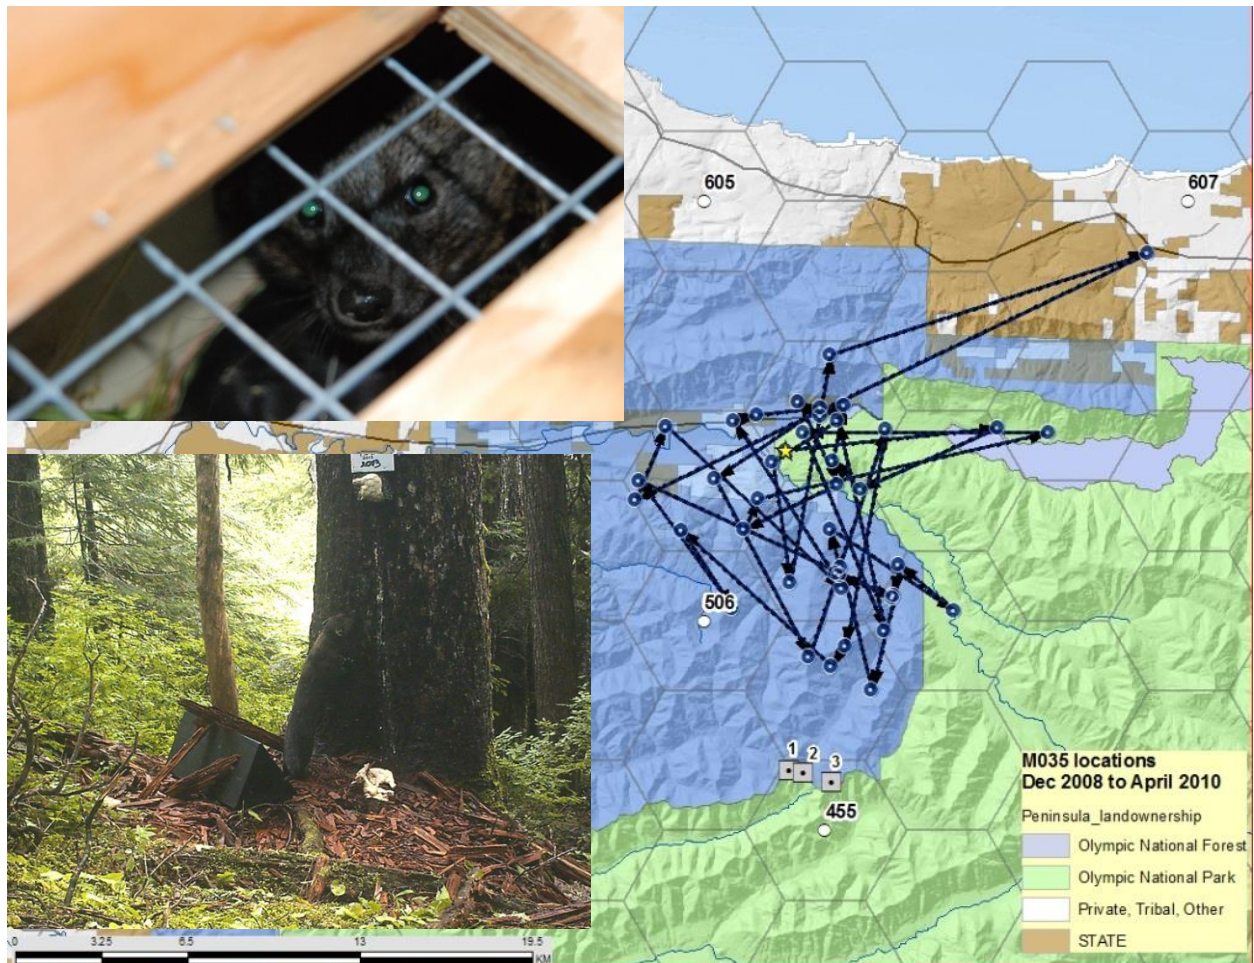 605
607
506
1
2
3
455
M035 locations
Dec 2008 to April 2010
Peninsula_landownership
Olympic National Forest
Olympic National Park
Private, Tribal, Other
STATE
0 3.25 6.5 13 19.5
KM